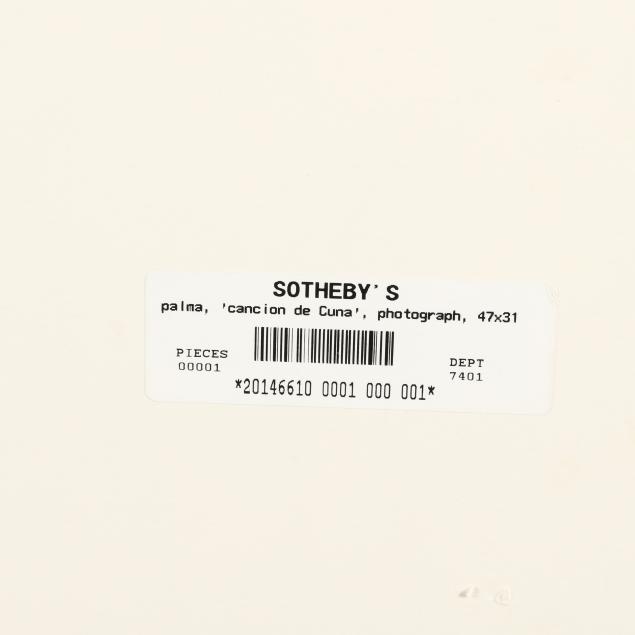 SOTHEBY'S
palma, 'cancion de Cuna', photograph, 47x31
PIECES
00001
DEPT
7401
*20146610 0001 000 001*